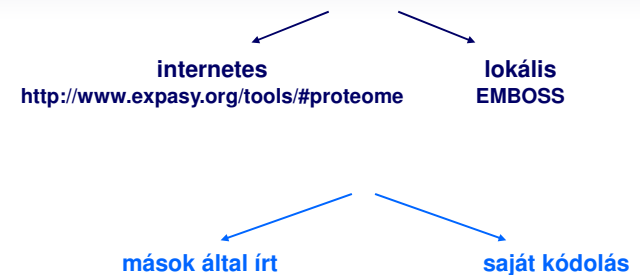 internetes lokális
http://www.expasy.org/tools/#proteome EMBOSS
mások által írt saját kódolás